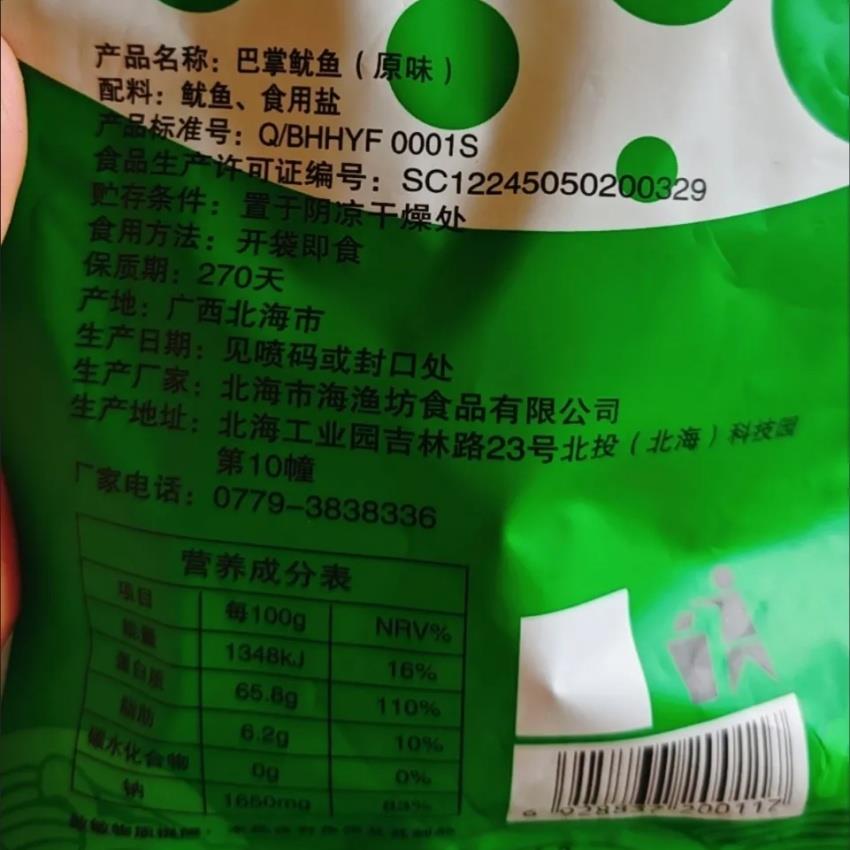 产品名称：巴掌鱿鱼（原味）
配料：鱿鱼、食用盐
产品标准号：Q/BHHYF 0001S
食品生产许可证编号：SC12245050200329
贮存条件：置于阴凉干燥处
食用方法：开袋即食
保质期：270天
产地：广西北海市
生产日期：见喷码或封口处
生产厂家：北海市海渔坊食品有限公司
生产地址：北海工业园吉林路23号北投（北海）科技园
第10幢
厂家电话：0779-3838336
营养成分表
项目 每100g NRV%
能量 1348kJ 16%
蛋白质 65.8g 110%
脂肪 6.2g 10%
碳水化合物 0g 0%
钠 1650mg 83%